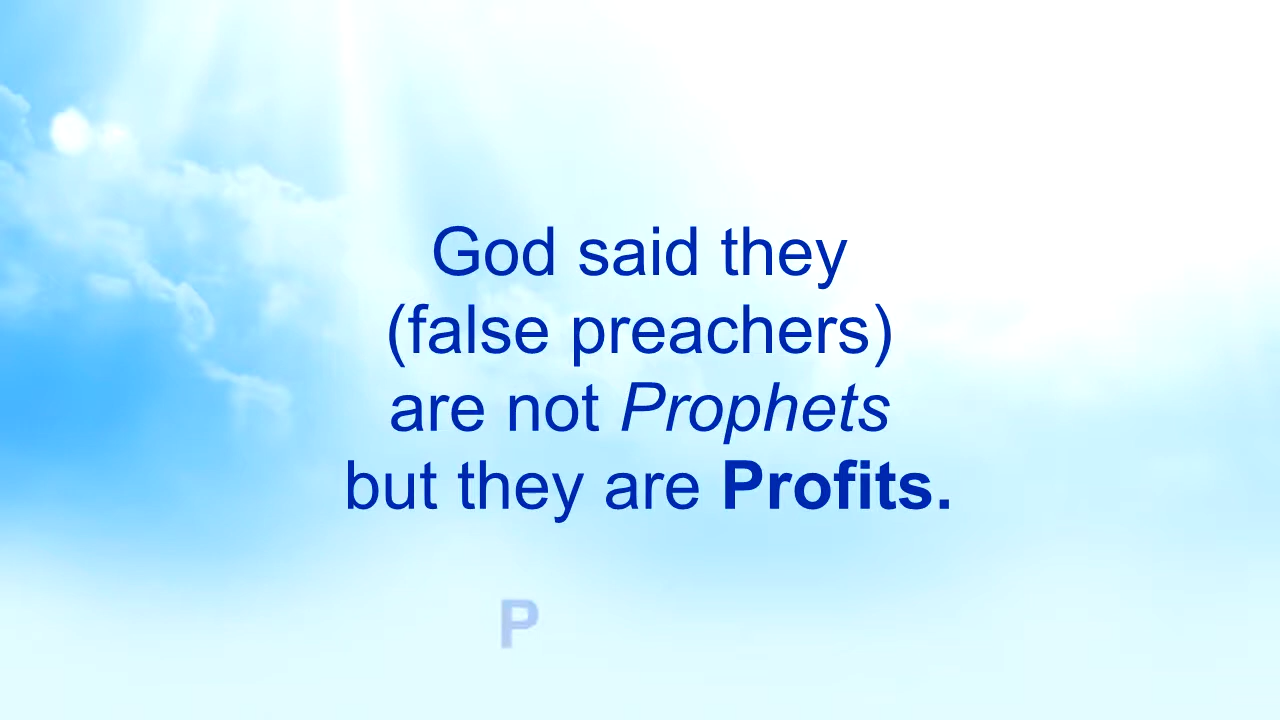 God said they
(false preachers)
are not Prophets
but they are Profits.
P